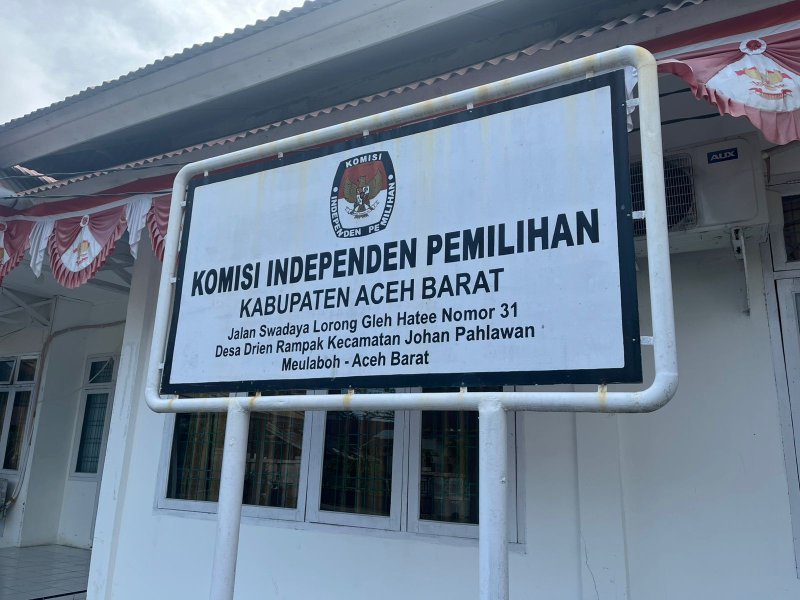 KOMISI
INDEPENDEN PEMILIHAN
KOMISI INDEPENDEN PEMILIHAN
KABUPATEN ACEH BARAT
Jalan Swadaya Lorong Gleh Hatee Nomor 31
Desa Drien Rampak Kecamatan Johan Pahlawan
Meulaboh - Aceh Barat
AUX